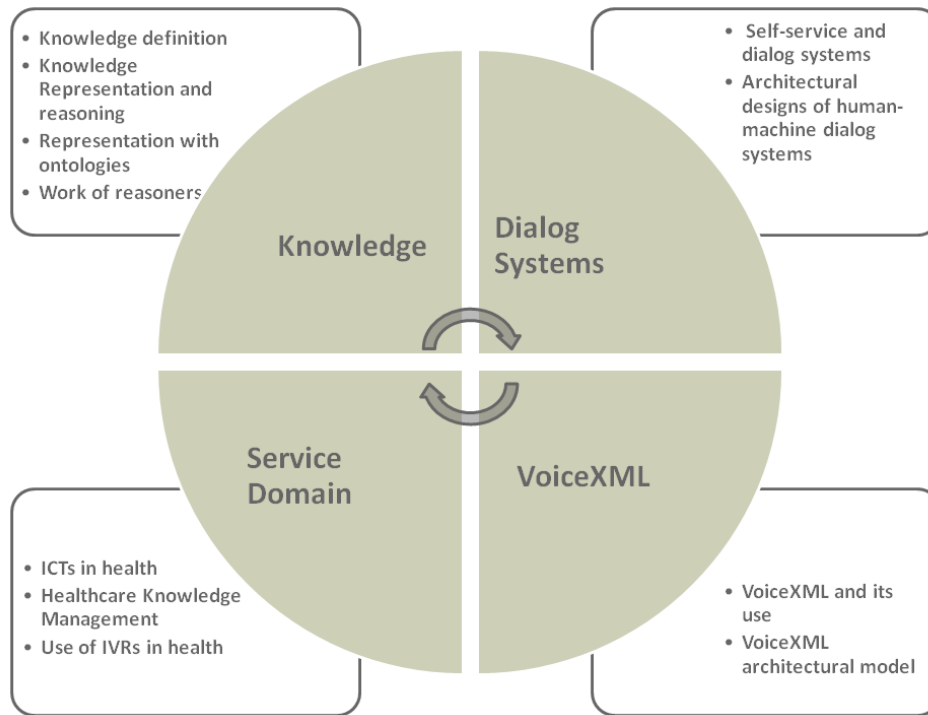 • Knowledge definition
• Knowledge
Representation and
reasoning
• Representation with
ontologies
• Work of reasoners
• Self-service and
dialog systems
• Architectural
designs of human-
machine dialog
systems
Knowledge
Dialog
Systems
Service
Domain
VoiceXML
• ICTs in health
• Healthcare Knowledge
Management
• Use of IVRs in health
• VoiceXML and its
use
• VoiceXML
architectural model